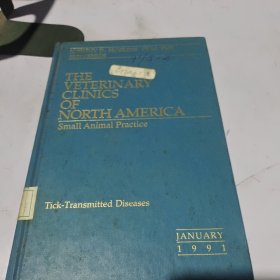 THE
VETERINARY
CLINICS
OF
NORTH AMERICA
Small Animal Practice
Tick-Transmitted Diseases
JANUARY
1991